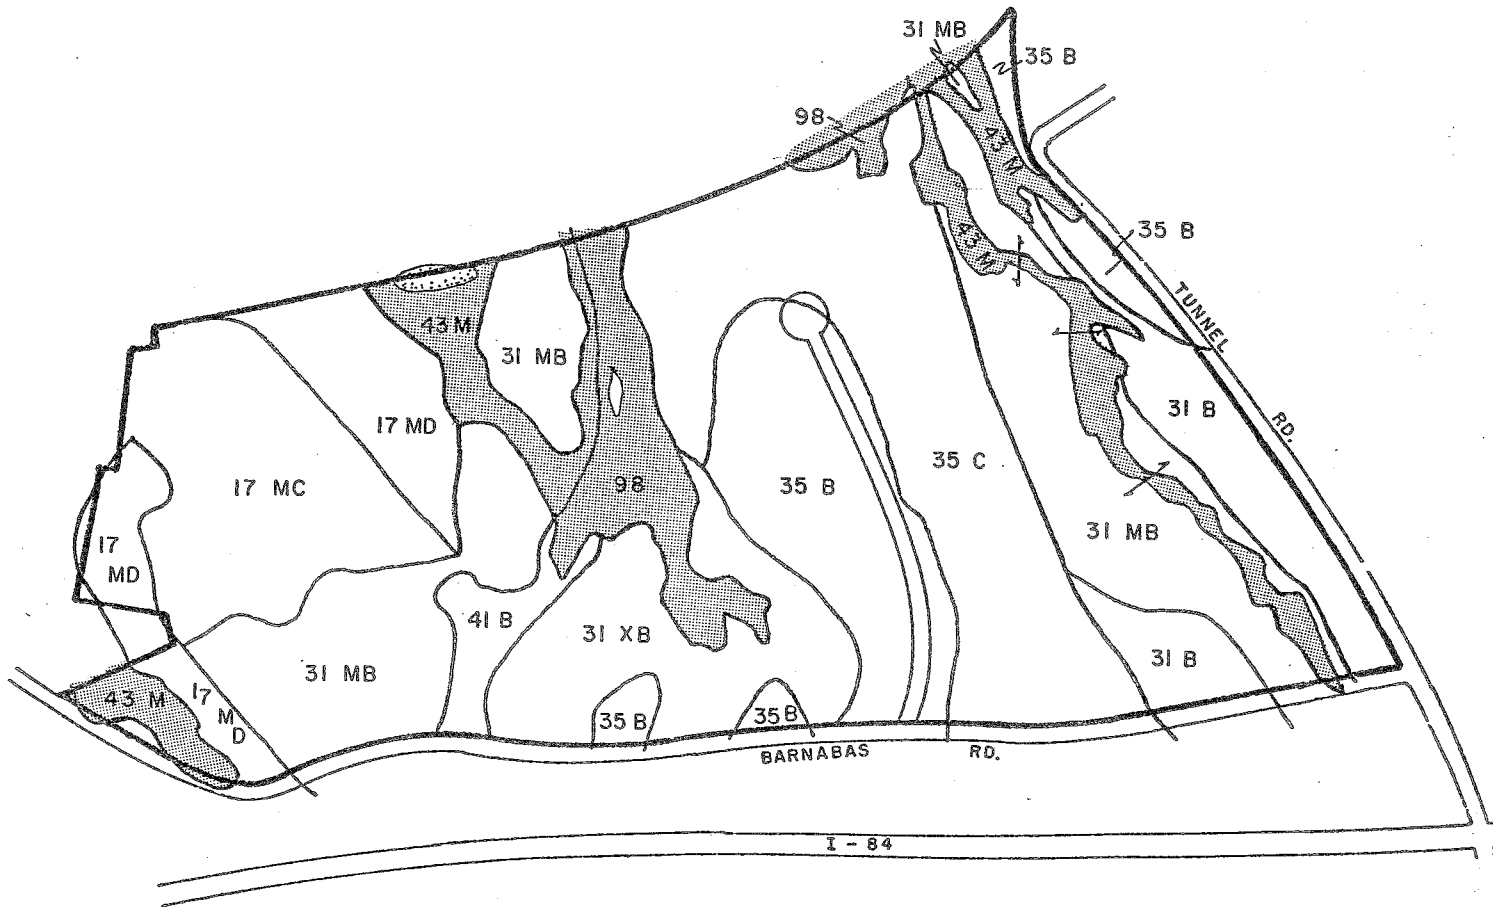 31 MB
35 B
98
43 M
35 B
43 M
TUNNEL
RD.
43 M
31 MB
17 MD
31 B
35 C
17 MC
98
35 B
31 MB
17
MD
41 B
31 XB
31 MB
31 B
43 M
17
M
D
35 B
35 B
BARNABAS RD.
I - 84